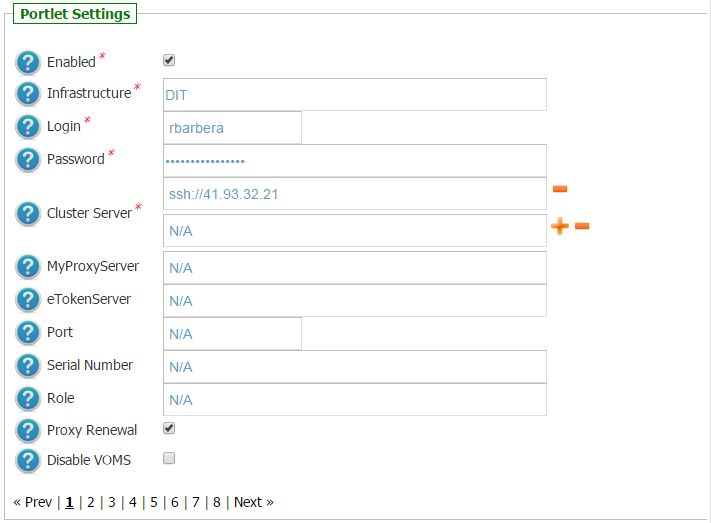 Portlet Settings
Enabled*
Infrastructure* DIT
Login* rbarbera
Password* ••••••••••••••••
ssh://41.93.32.21
Cluster Server*
N/A
MyProxyServer N/A
eTokenServer N/A
Port N/A
Serial Number N/A
Role N/A
Proxy Renewal
Disable VOMS
« Prev | 1 | 2 | 3 | 4 | 5 | 6 | 7 | 8 | Next »